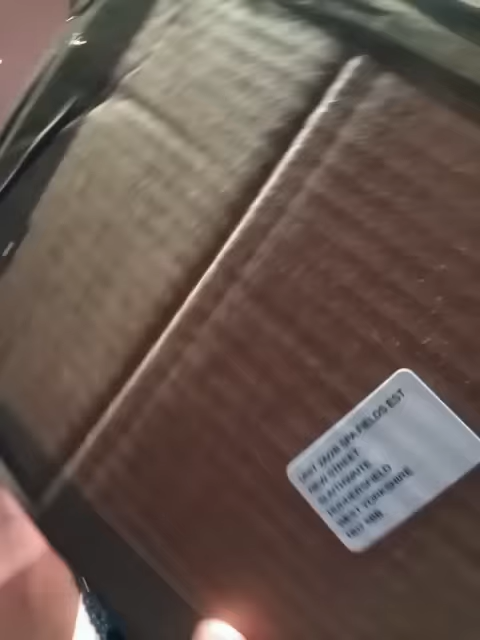 SPA FIELDS EST
NEW STREET
SLAITHWAITE
HUDDERSFIELD
WEST YORKSHIRE